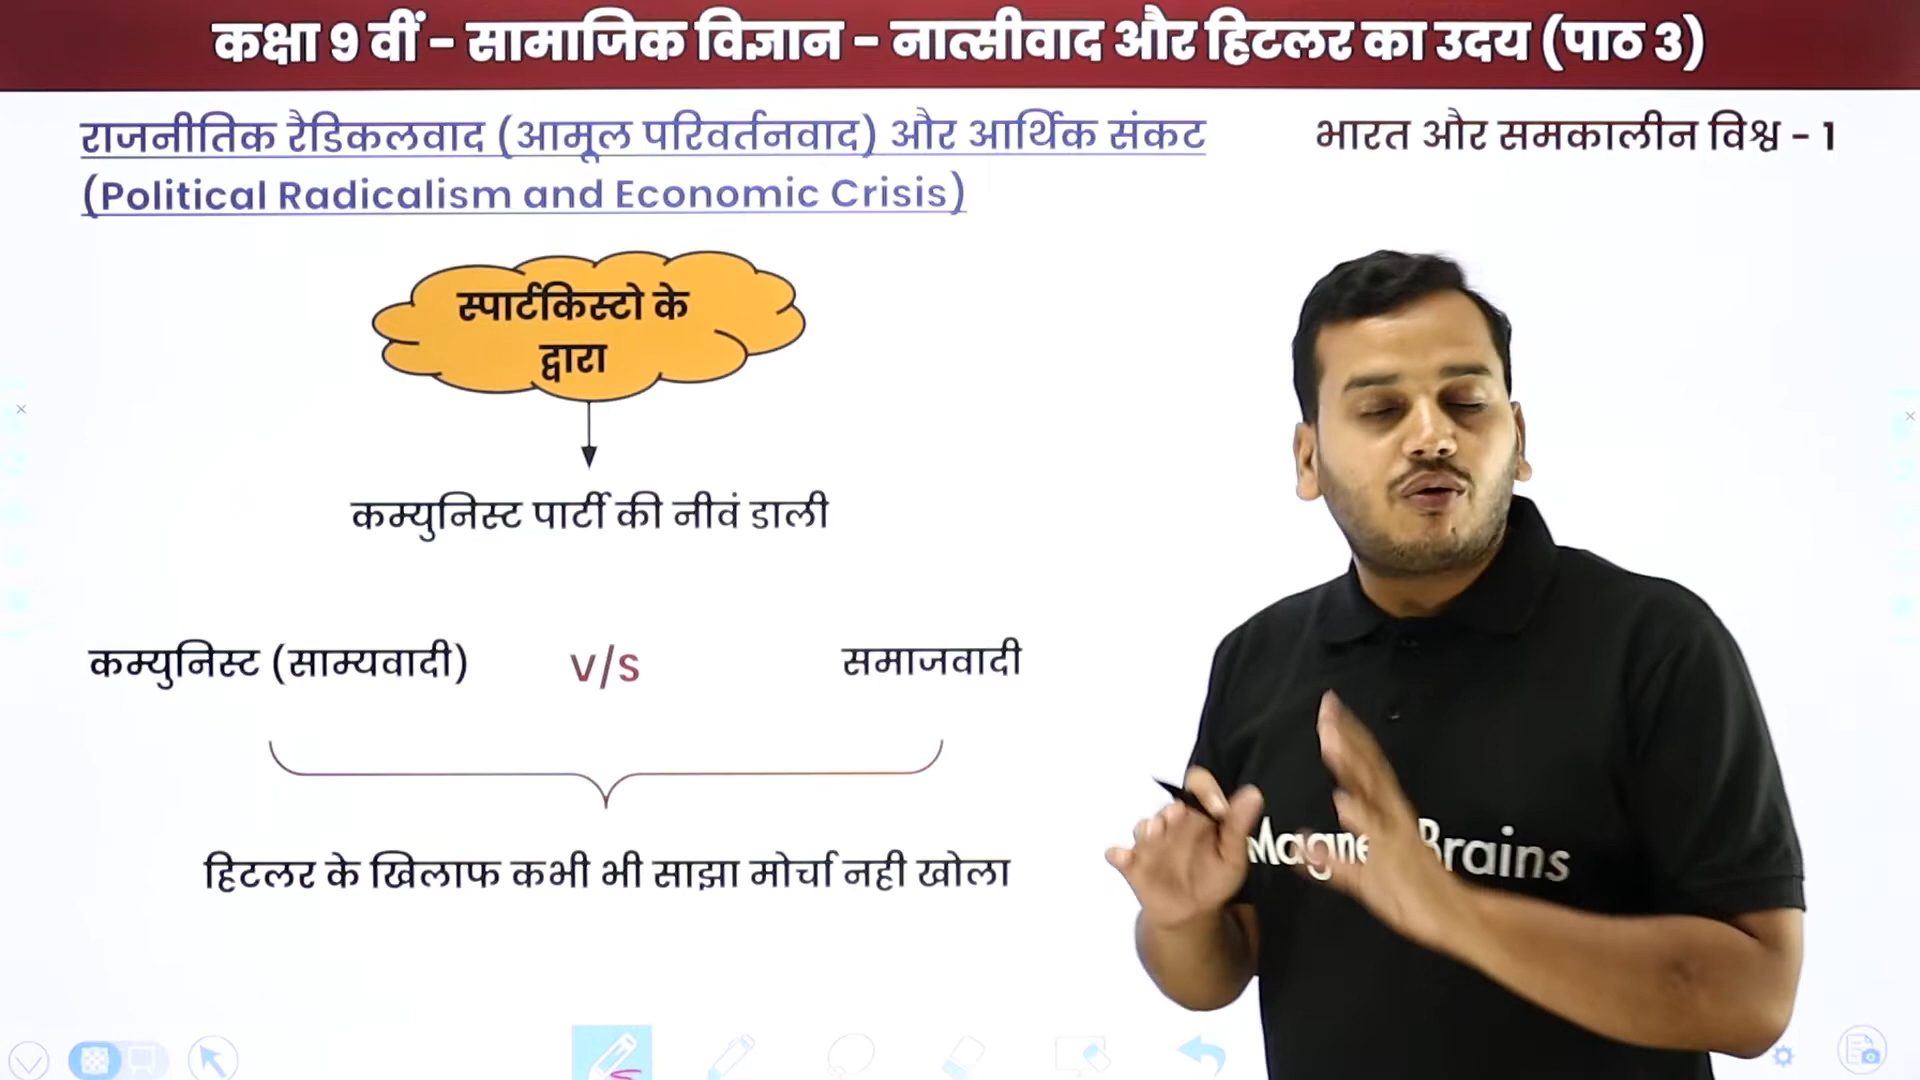 कक्षा 9 वीं - सामाजिक विज्ञान - नात्सीवाद और हिटलर का उदय (पाठ 3)
राजनीतिक रैडिकलवाद (आमूल परिवर्तनवाद) और आर्थिक संकट
(Political Radicalism and Economic Crisis)
भारत और समकालीन विश्व - 1
स्पार्टकिस्टो के
द्वारा
कम्युनिस्ट पार्टी की नीवं डाली
कम्युनिस्ट (साम्यवादी) v/s समाजवादी
हिटलर के खिलाफ कभी भी साझा मोर्चा नही खोला
Magne Brains